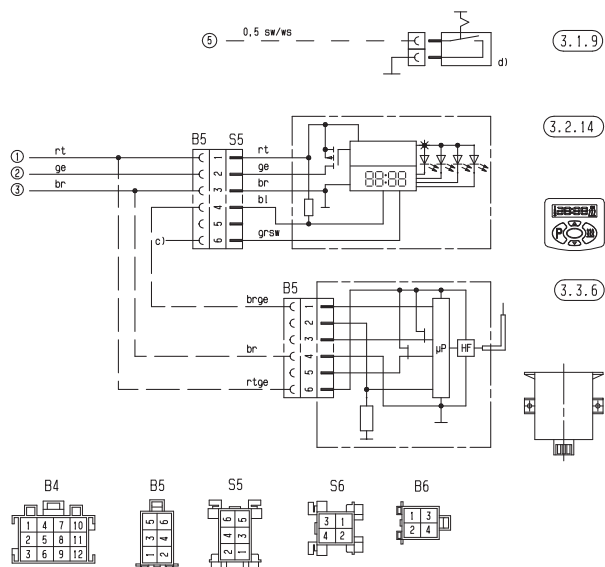 ⑤ 0,5 sw/ws
d)
3.1.9
3.2.14
B5 S5
① rt 1 rt
② ge 2 ge
③ br 3 br
4 bl
5
c) 6 grsw
88:88
P
3.3.6
B5
brge 1
2
3
br 4
5
rtge 6
µP
HF
B4
1 4 7 10
2 5 8 11
3 6 9 12
B5
5 6
3 4
1 2
S5
6 5
4 3
2 1
S6
3 1
4 2
B6
1 3
2 4